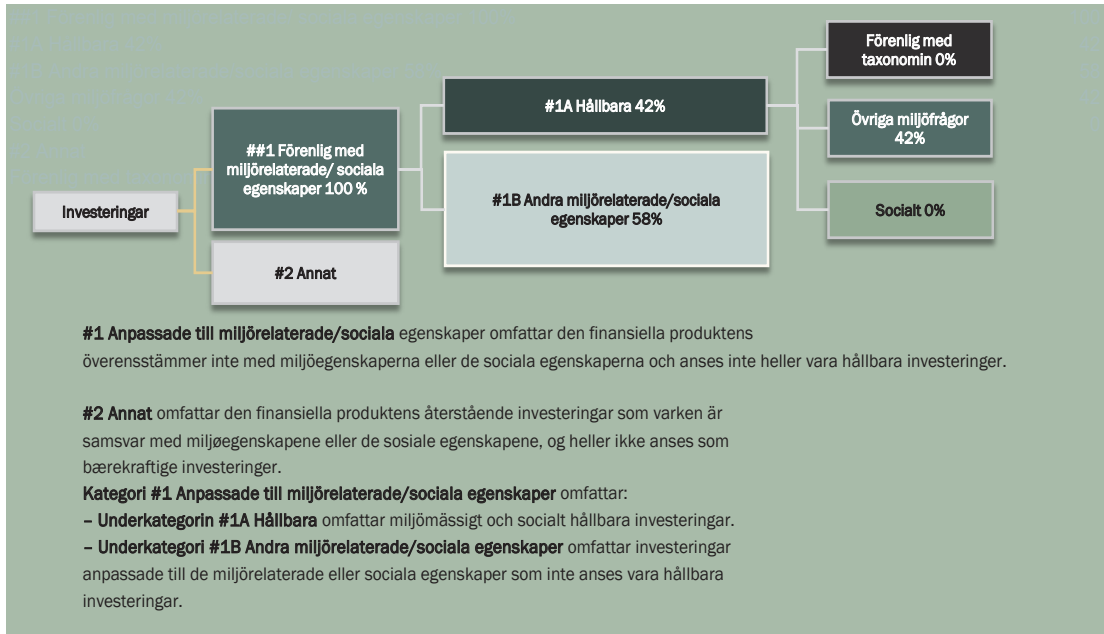 Förenlig med
taxonomin 0%
#1A Hållbara 42%
Övriga miljöfrågor
42%
##1 Förenlig med
miljörelaterade/ sociala
egenskaper 100 %
#1B Andra miljörelaterade/sociala
egenskaper 58%
Investeringar
Socialt 0%
#2 Annat
#1 Anpassade till miljörelaterade/sociala egenskaper omfattar den finansiella produktens
överensstämmer inte med miljöegenskaperna eller de sociala egenskaperna och anses inte heller vara hållbara investeringer.
#2 Annat omfattar den finansiella produktens återstående investeringar som varken är
samsvar med miljøegenskapene eller de sosiale egenskapene, og heller ikke anses som
bærekraftige investeringer.
Kategori #1 Anpassade till miljörelaterade/sociala egenskaper omfattar:
– Underkategorin #1A Hållbara omfattar miljömässigt och socialt hållbara investeringar.
– Underkategori #1B Andra miljörelaterade/sociala egenskaper omfattar investeringar
anpassade till de miljörelaterade eller sociala egenskaper som inte anses vara hållbara
investeringar.